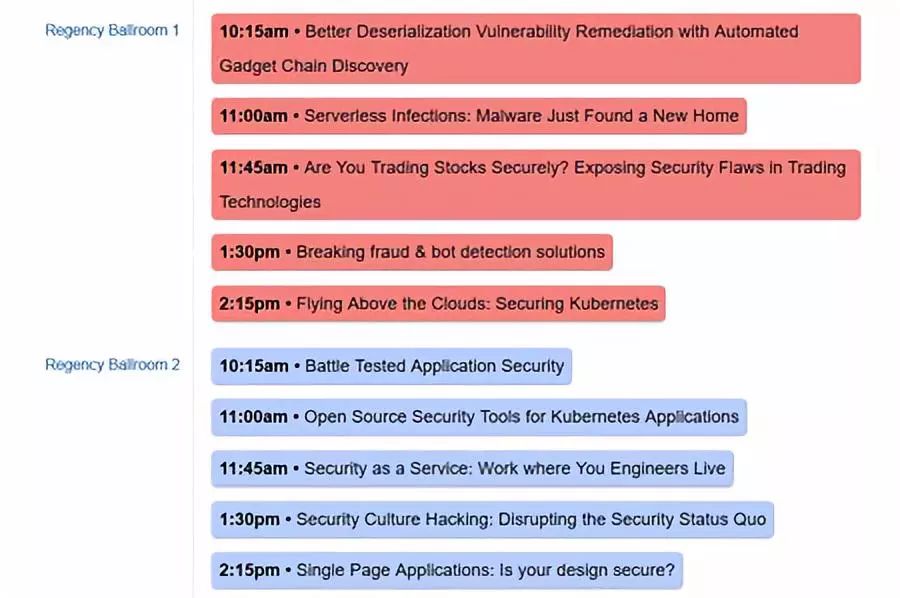 Regency Ballroom 1
10:15am • Better Deserialization Vulnerability Remediation with Automated
Gadget Chain Discovery
11:00am • Serverless Infections: Malware Just Found a New Home
11:45am • Are You Trading Stocks Securely? Exposing Security Flaws in Trading
Technologies
1:30pm • Breaking fraud & bot detection solutions
2:15pm • Flying Above the Clouds: Securing Kubernetes
Regency Ballroom 2
10:15am • Battle Tested Application Security
11:00am • Open Source Security Tools for Kubernetes Applications
11:45am • Security as a Service: Work where You Engineers Live
1:30pm • Security Culture Hacking: Disrupting the Security Status Quo
2:15pm • Single Page Applications: Is your design secure?